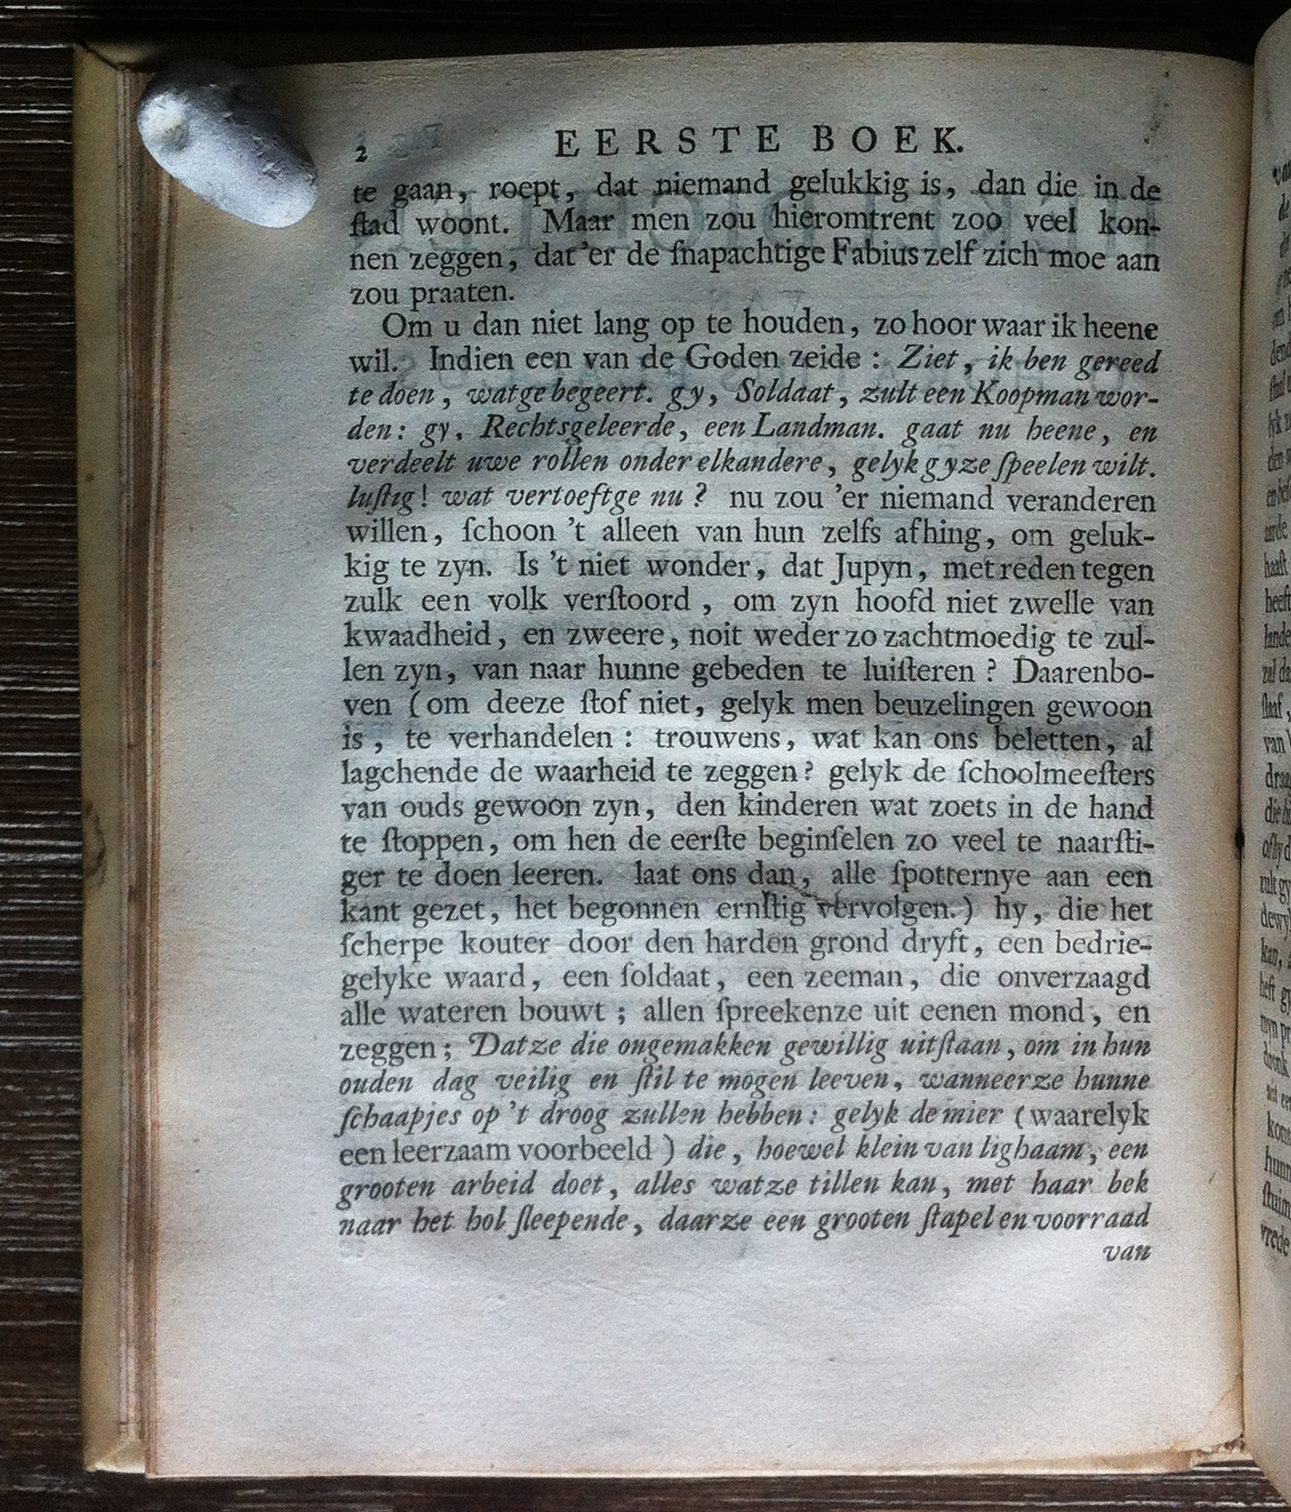 2 EERSTE BOEK.
te gaan, roept, dat niemand gelukkig is, dan die in de
ſtad woont. Maar men zou hieromtrent zoo veel kon-
nen zeggen, dat 'er de ſnapachtige Fabius zelf zich moe aan
zou praaten.
Om u dan niet lang op te houden, zo hoor waar ik heene
wil. Indien een van de Goden zeide: Ziet, ik ben gereed
te doen, watge begeert. gy, Soldaat, zult een Koopman wor-
den: gy, Rechtsgeleerde, een Landman. gaat nu heene, en
verdeelt uwe rollen onder elkandere, gelyk gyze ſpeelen wilt.
luſtig! wat vertoeftge nu? nu zou 'er niemand veranderen
willen, ſchoon 't alleen van hun zelfs afhing, om geluk-
kig te zyn. Is 't niet wonder, dat Jupyn, met reden tegen
zulk een volk verſtoord, om zyn hoofd niet zwelle van
kwaadheid, en zweere, noit weder zo zachtmoedig te zul-
len zyn, van naar hunne gebeden te luiſteren? Daarenbo-
ven (om deeze ſtof niet, gelyk men beuzelingen gewoon
is, te verhandelen: trouwens, wat kan ons beletten, al
lagchende de waarheid te zeggen? gelyk de ſchoolmeeſters
van ouds gewoon zyn, den kinderen wat zoets in de hand
te ſtoppen, om hen de eerſte beginſelen zo veel te naarſti-
ger te doen leeren. laat ons dan, alle ſpotternye aan een
kant gezet, het begonnen ernſtig vervolgen.) hy, die het
ſcherpe kouter door den harden grond dryft, een bedrie-
gelyke waard, een ſoldaat, een zeeman, die onverzaagd
alle wateren bouwt; allen ſpreekenze uit eenen mond, en
zeggen; Datze die ongemakken gewillig uitſtaan, om in hun
ouden dag veilig en ſtil te mogen leeven, wanneerze hunne
ſchaapjes op 't droog zullen hebben: gelyk de mier (waarelyk
een leerzaam voorbeeld) die, hoewel klein van lighaam, een
grooten arbeid doet, alles watze tillen kan, met haar bek
naar het hol ſleepende, daarze een grooten ſtapel en voorraad
van